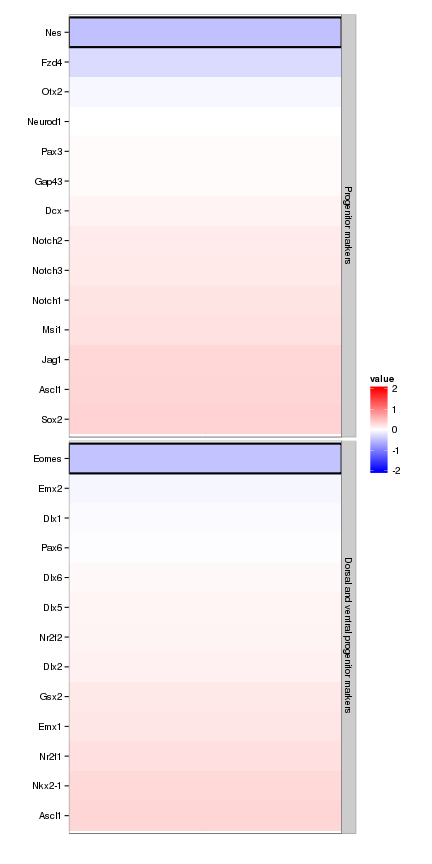 Nes
Fzd4
Otx2
Neurod1
Pax3
Gap43
Dcx
Notch2
Notch3
Notch1
Msi1
Jag1
Ascl1
Sox2
Progenitor markers
Eomes
Emx2
Dlx1
Pax6
Dlx6
Dlx5
Nr2f2
Dlx2
Gsx2
Emx1
Nr2f1
Nkx2-1
Ascl1
Dorsal and ventral progenitor markers
value
2
1
0
-1
-2